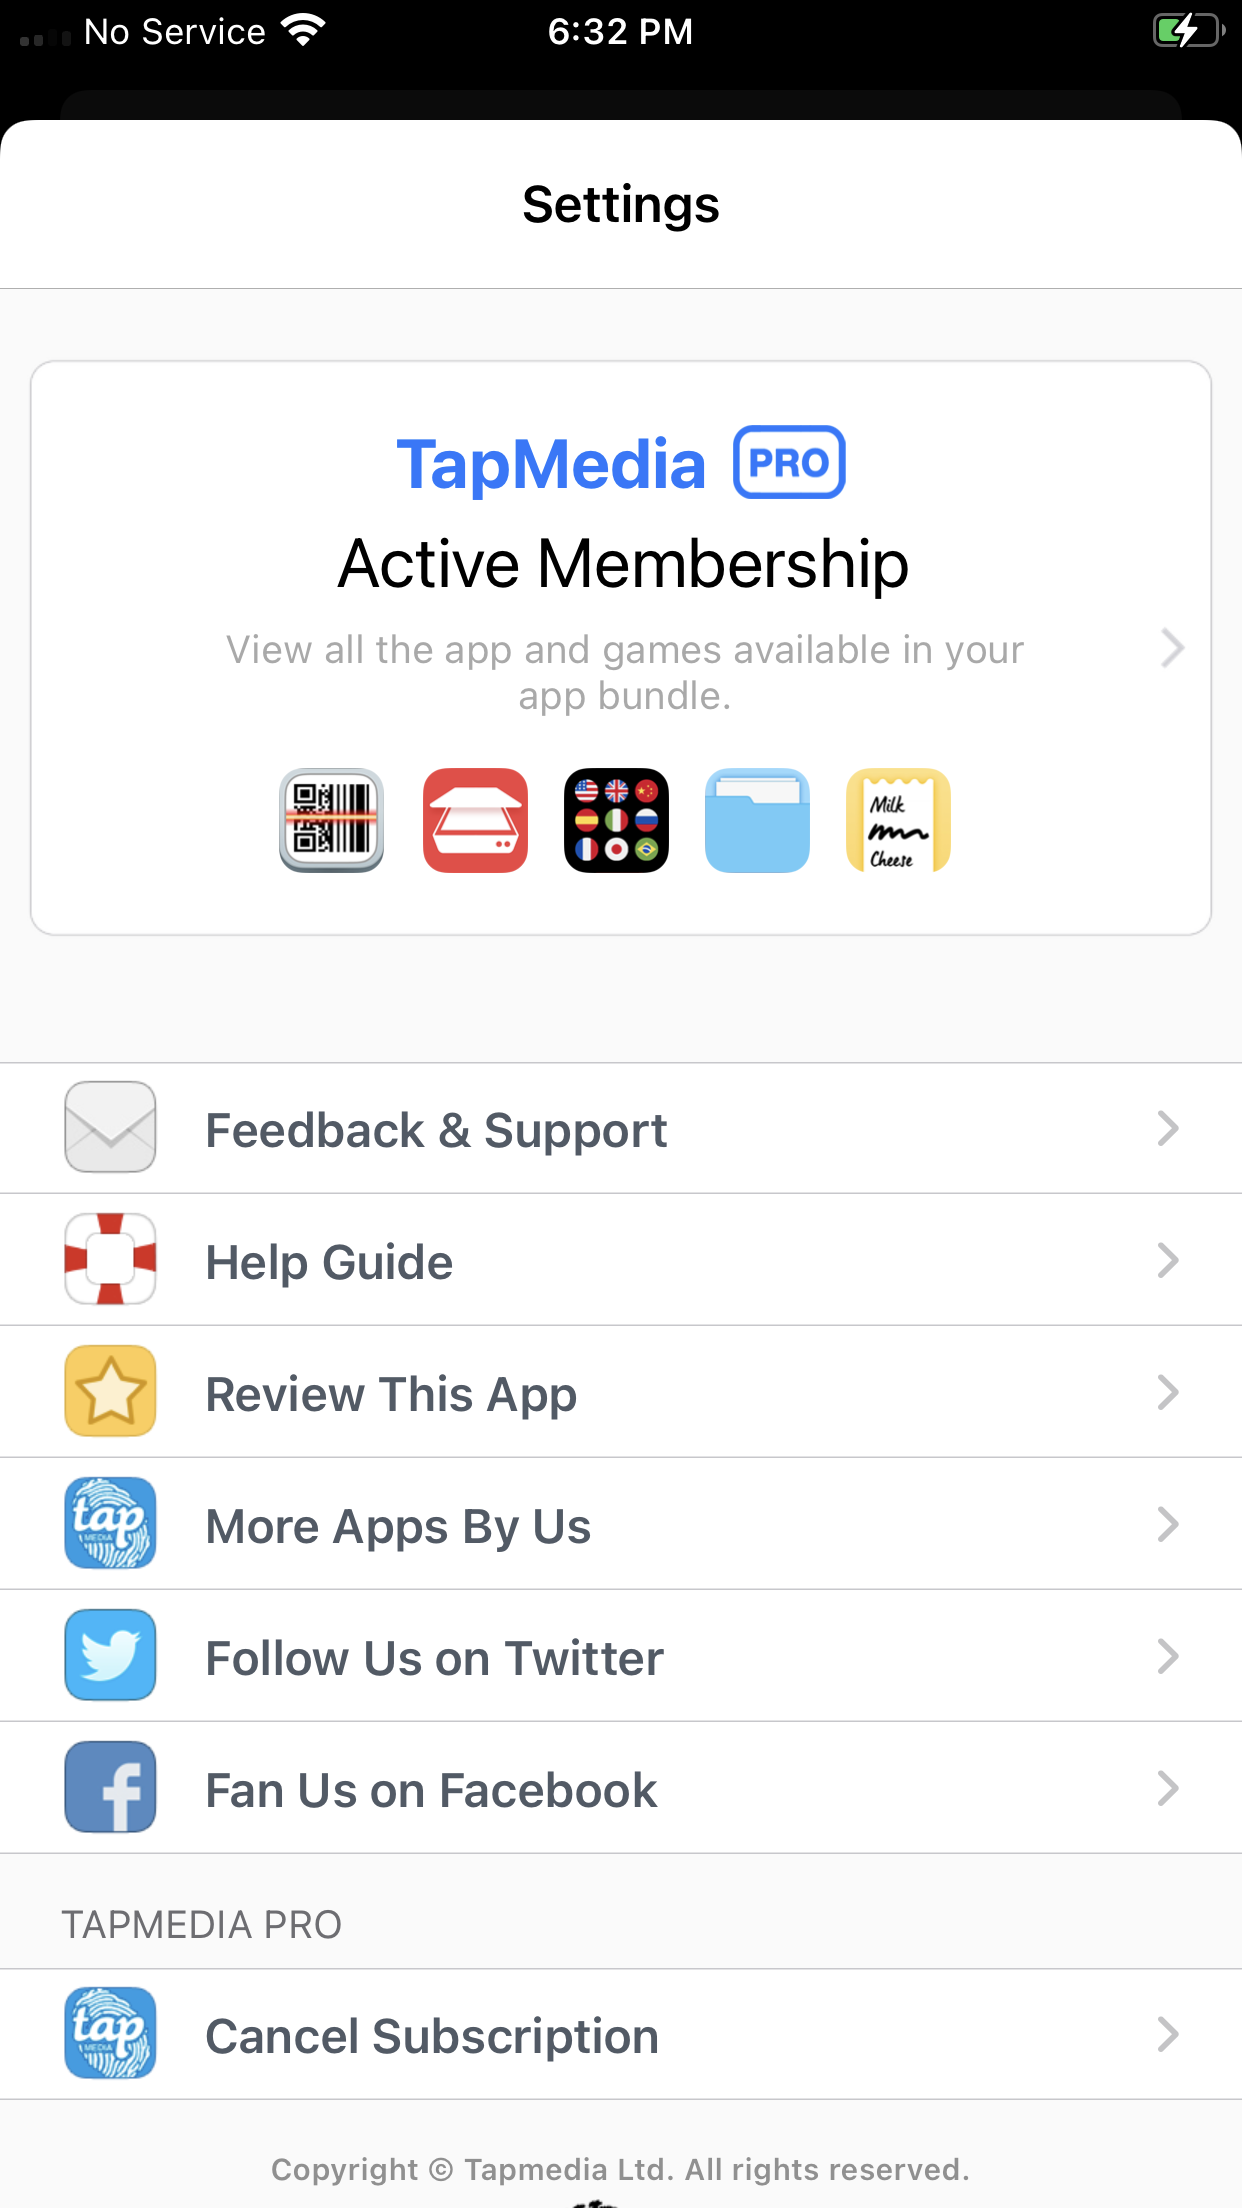 No Service
6:32 PM
Settings
TapMedia PRO
Active Membership
View all the app and games available in your
app bundle.
Milk
Cheese
Feedback & Support
Help Guide
Review This App
tap
MEDIA
More Apps By Us
Follow Us on Twitter
f
Fan Us on Facebook
TAPMEDIA PRO
tap
MEDIA
Cancel Subscription
Copyright © Tapmedia Ltd. All rights reserved.